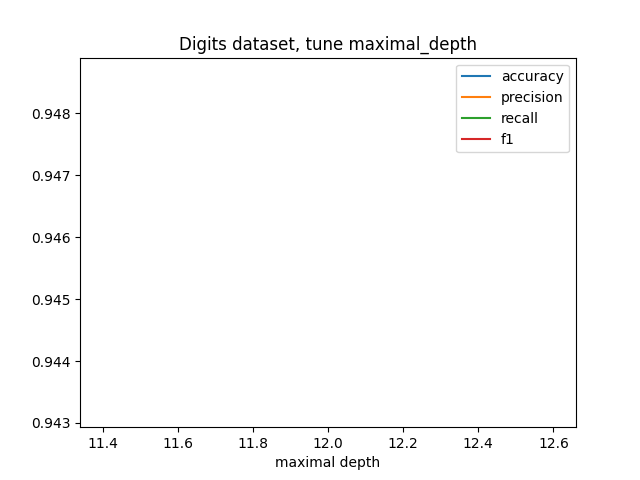 Digits dataset, tune maximal_depth
accuracy
precision
recall
f1
0.948
0.947
0.946
0.945
0.944
0.943
11.4 11.6 11.8 12.0 12.2 12.4 12.6
maximal depth